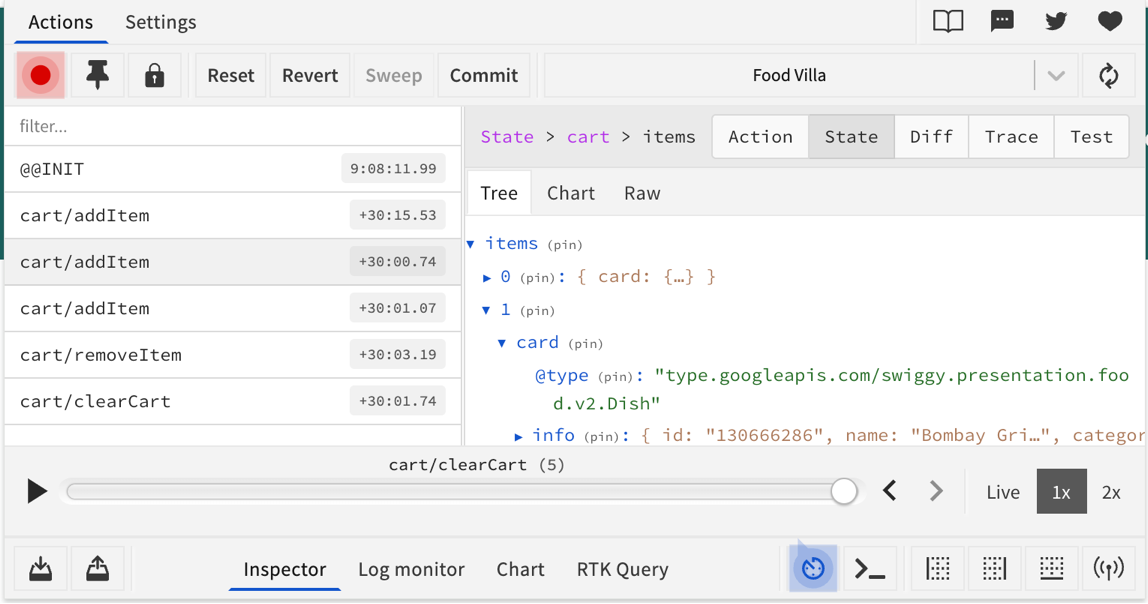 Actions Settings
Reset Revert Sweep Commit Food Villa
filter...
State > cart > items Action State Diff Trace Test
@@INIT 9:08:11.99
cart/addItem +30:15.53
cart/addItem +30:00.74
cart/addItem +30:01.07
cart/removeItem +30:03.19
cart/clearCart +30:01.74
Tree Chart Raw
items (pin)
0 (pin): { card: {…} }
1 (pin)
card (pin)
@type (pin): "type.googleapis.com/swiggy.presentation.foo
d.v2.Dish"
info (pin): { id: "130666286", name: "Bombay Gri…", categor
cart/clearCart (5)
Live 1x 2x
Inspector Log monitor Chart RTK Query